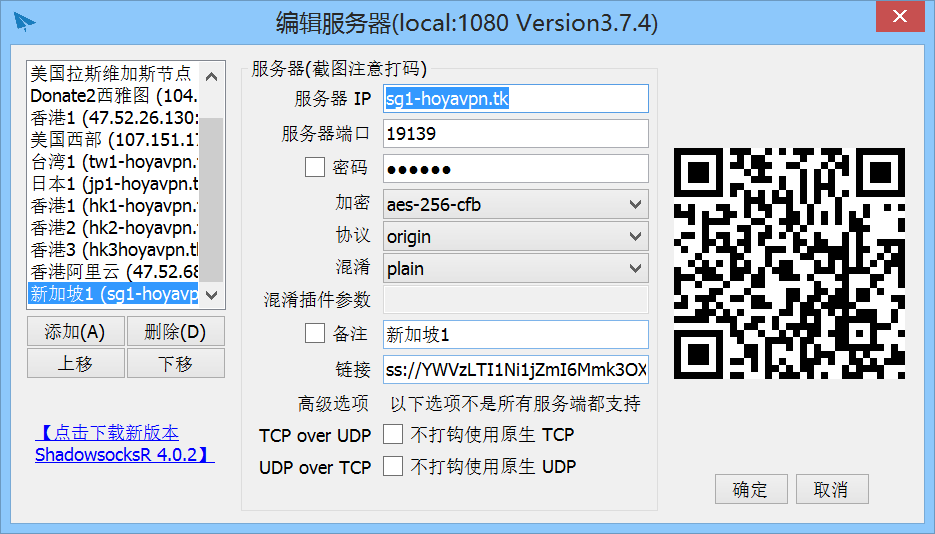 编辑服务器(local:1080 Version3.7.4)
美国拉斯维加斯节点
Donate2西雅图 (104.
香港1 (47.52.26.130:
美国西部 (107.151.1
台湾1 (tw1-hoyavpn.t
日本1 (jp1-hoyavpn.t
香港1 (hk1-hoyavpn.
香港2 (hk2-hoyavpn.
香港3 (hk3hoyavpn.tl
香港阿里云 (47.52.68
新加坡1 (sg1-hoyavp
添加(A)
删除(D)
上移
下移
【点击下载新版本
ShadowsocksR 4.0.2】
服务器(截图注意打码)
服务器 IP
sg1-hoyavpn.tk
服务器端口
19139
密码
●●●●●●
加密
aes-256-cfb
协议
origin
混淆
plain
混淆插件参数
备注
新加坡1
链接
ss://YWVzLTI1Ni1jZmI6Mmk3OX
高级选项
以下选项不是所有服务端都支持
TCP over UDP
不打钩使用原生 TCP
UDP over TCP
不打钩使用原生 UDP
确定
取消